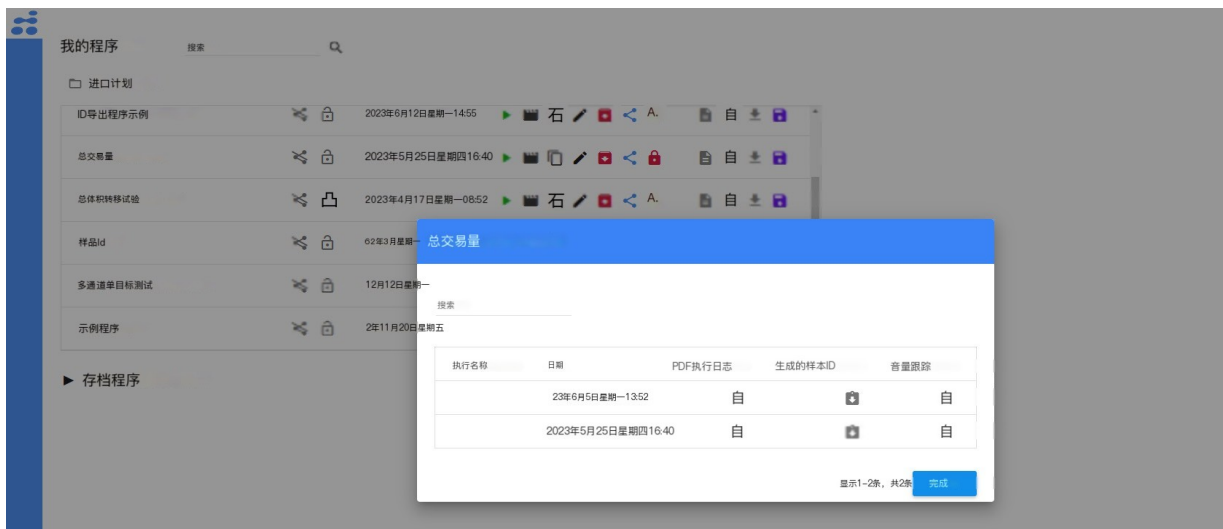 我的程序 搜索
进口计划
ID导出程序示例 2023年6月12日星期一14:55 石 A. 自
总交易量 2023年5月25日星期四16:40 自
总体积转移试验 凸 2023年4月17日星期一08:52 石 A. 自
样品Id 62年3月星期一
多通道单目标测试 12月12日星期一
示例程序 2年11月20日星期五
存档程序
总交易量
搜索
执行名称 日期 PDF执行日志 生成的样本ID 音量跟踪
23年6月5日星期一13:52 自 自
2023年5月25日星期四16:40 自 自
显示1-2条，共2条 完成